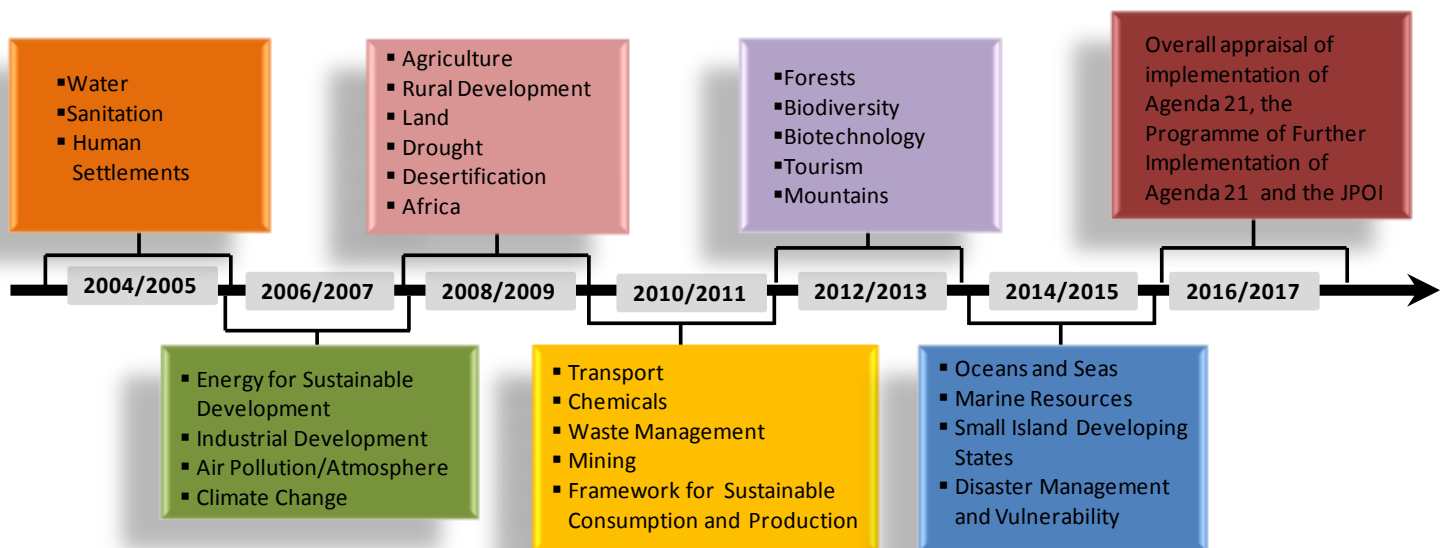 ▪Water
▪Sanitation
▪ Human
Settlements
▪ Agriculture
▪ Rural Development
▪ Land
▪ Drought
▪ Desertification
▪ Africa
▪Forests
▪Biodiversity
▪Biotechnology
▪Tourism
▪Mountains
Overall appraisal of
implementation of
Agenda 21, the
Programme of Further
Implementation of
Agenda 21 and the JPOI
2004/2005
2006/2007
2008/2009
2010/2011
2012/2013
2014/2015
2016/2017
▪ Energy for Sustainable
Development
▪ Industrial Development
▪ Air Pollution/Atmosphere
▪ Climate Change
▪ Transport
▪ Chemicals
▪ Waste Management
▪ Mining
▪ Framework for Sustainable
Consumption and Production
▪ Oceans and Seas
▪ Marine Resources
▪ Small Island Developing
States
▪ Disaster Management
and Vulnerability